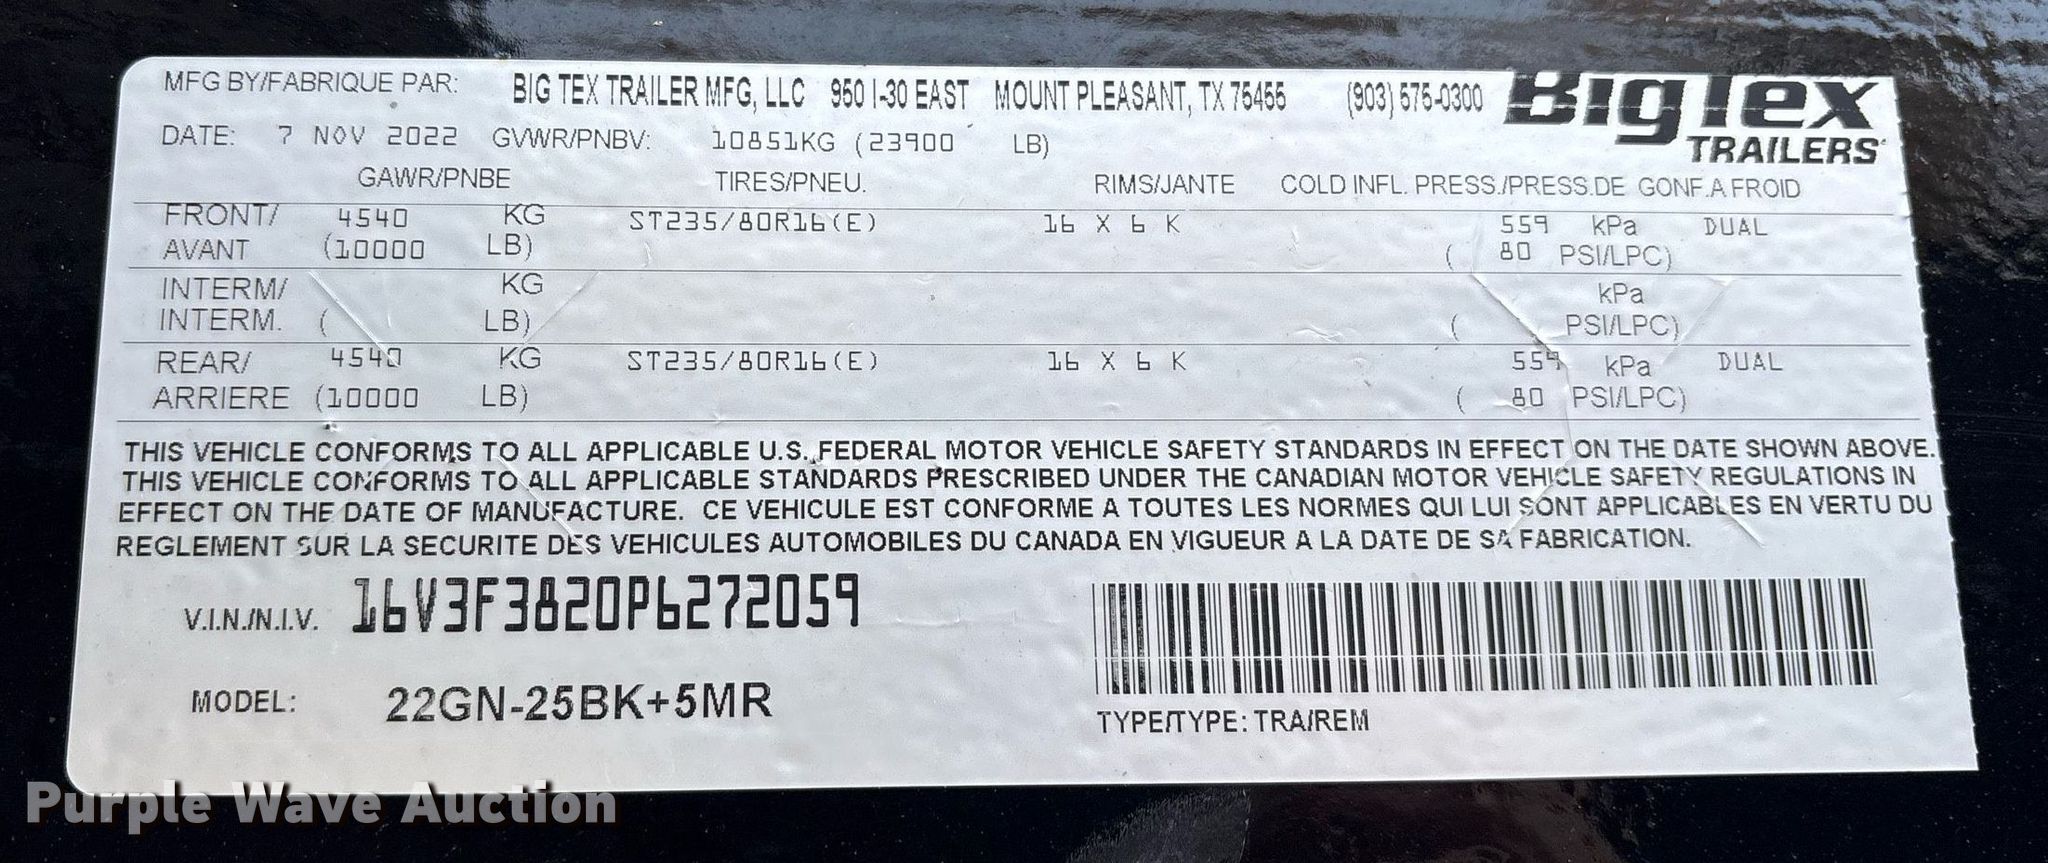 MFG BY/FABRIQUE PAR: BIG TEX TRAILER MFG, LLC 950 I-30 EAST MOUNT PLEASANT, TX 75455 (903) 575-0300
BigTex
TRAILERS
DATE: 7 NOV 2022 GVWR/PNBV: 10851KG (23900 LB)
GAWR/PNBE TIRES/PNEU. RIMS/JANTE COLD INFL. PRESS./PRESS.DE GONF.A FROID
FRONT/ 4540 KG ST235/80R16(E) 16 X 6 K 559 kPa DUAL
AVANT (10000 LB) ( 80 PSI/LPC)
INTERM/ KG kPa
INTERM. ( LB) ( PSI/LPC)
REAR/ 4540 KG ST235/80R16(E) 16 X 6 K 559 kPa DUAL
ARRIERE (10000 LB) ( 80 PSI/LPC)
THIS VEHICLE CONFORMS TO ALL APPLICABLE U.S. FEDERAL MOTOR VEHICLE SAFETY STANDARDS IN EFFECT ON THE DATE SHOWN ABOVE.
THIS VEHICLE CONFORMS TO ALL APPLICABLE STANDARDS PRESCRIBED UNDER THE CANADIAN MOTOR VEHICLE SAFETY REGULATIONS IN
EFFECT ON THE DATE OF MANUFACTURE. CE VEHICULE EST CONFORME A TOUTES LES NORMES QUI LUI SONT APPLICABLES EN VERTU DU
REGLEMENT SUR LA SECURITE DES VEHICULES AUTOMOBILES DU CANADA EN VIGUEUR A LA DATE DE SA FABRICATION.
V.I.N./N.I.V. 16V3F3820P6272059
MODEL: 22GN-25BK+5MR
TYPE/TYPE: TRA/REM
Purple Wave Auction